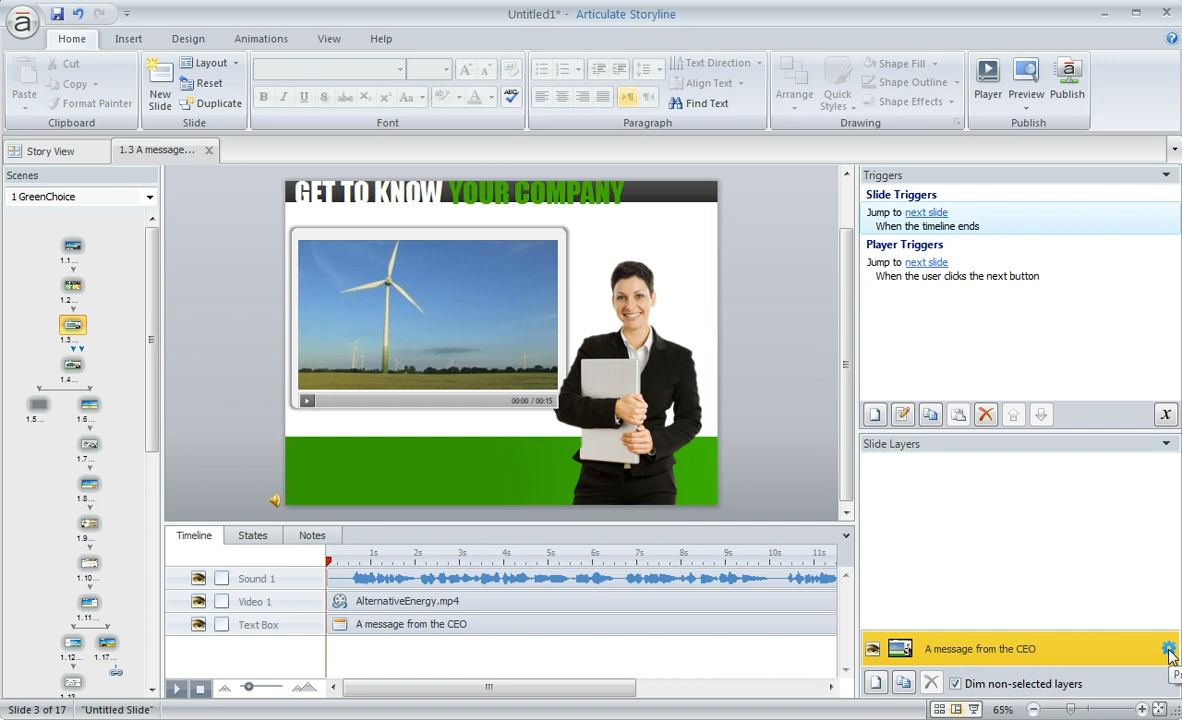 Untitled1* - Articulate Storyline
Home
Insert
Design
Animations
View
Help
Paste
Cut
Copy
Format Painter
Clipboard
New Slide
Layout
Reset
Duplicate
Slide
Font
Text Direction
Align Text
Find Text
Paragraph
Arrange
Quick Styles
Shape Fill
Shape Outline
Shape Effects
Drawing
Player
Preview
Publish
Publish
Story View
1.3 A message...
Scenes
1 GreenChoice
1.1...
1.2...
1.3...
1.4...
1.5...
1.6...
1.7...
1.8...
1.9...
1.10...
1.11...
1.12...
1.17...
1.13
GET TO KNOW YOUR COMPANY
00:00 / 00:15
Triggers
Slide Triggers
Jump to next slide
When the timeline ends
Player Triggers
Jump to next slide
When the user clicks the next button
x
Slide Layers
A message from the CEO
Dim non-selected layers
Timeline
States
Notes
1s 2s 3s 4s 5s 6s 7s 8s 9s 10s 11s
Sound 1
Video 1
AlternativeEnergy.mp4
Text Box
A message from the CEO
Slide 3 of 17
"Untitled Slide"
65%